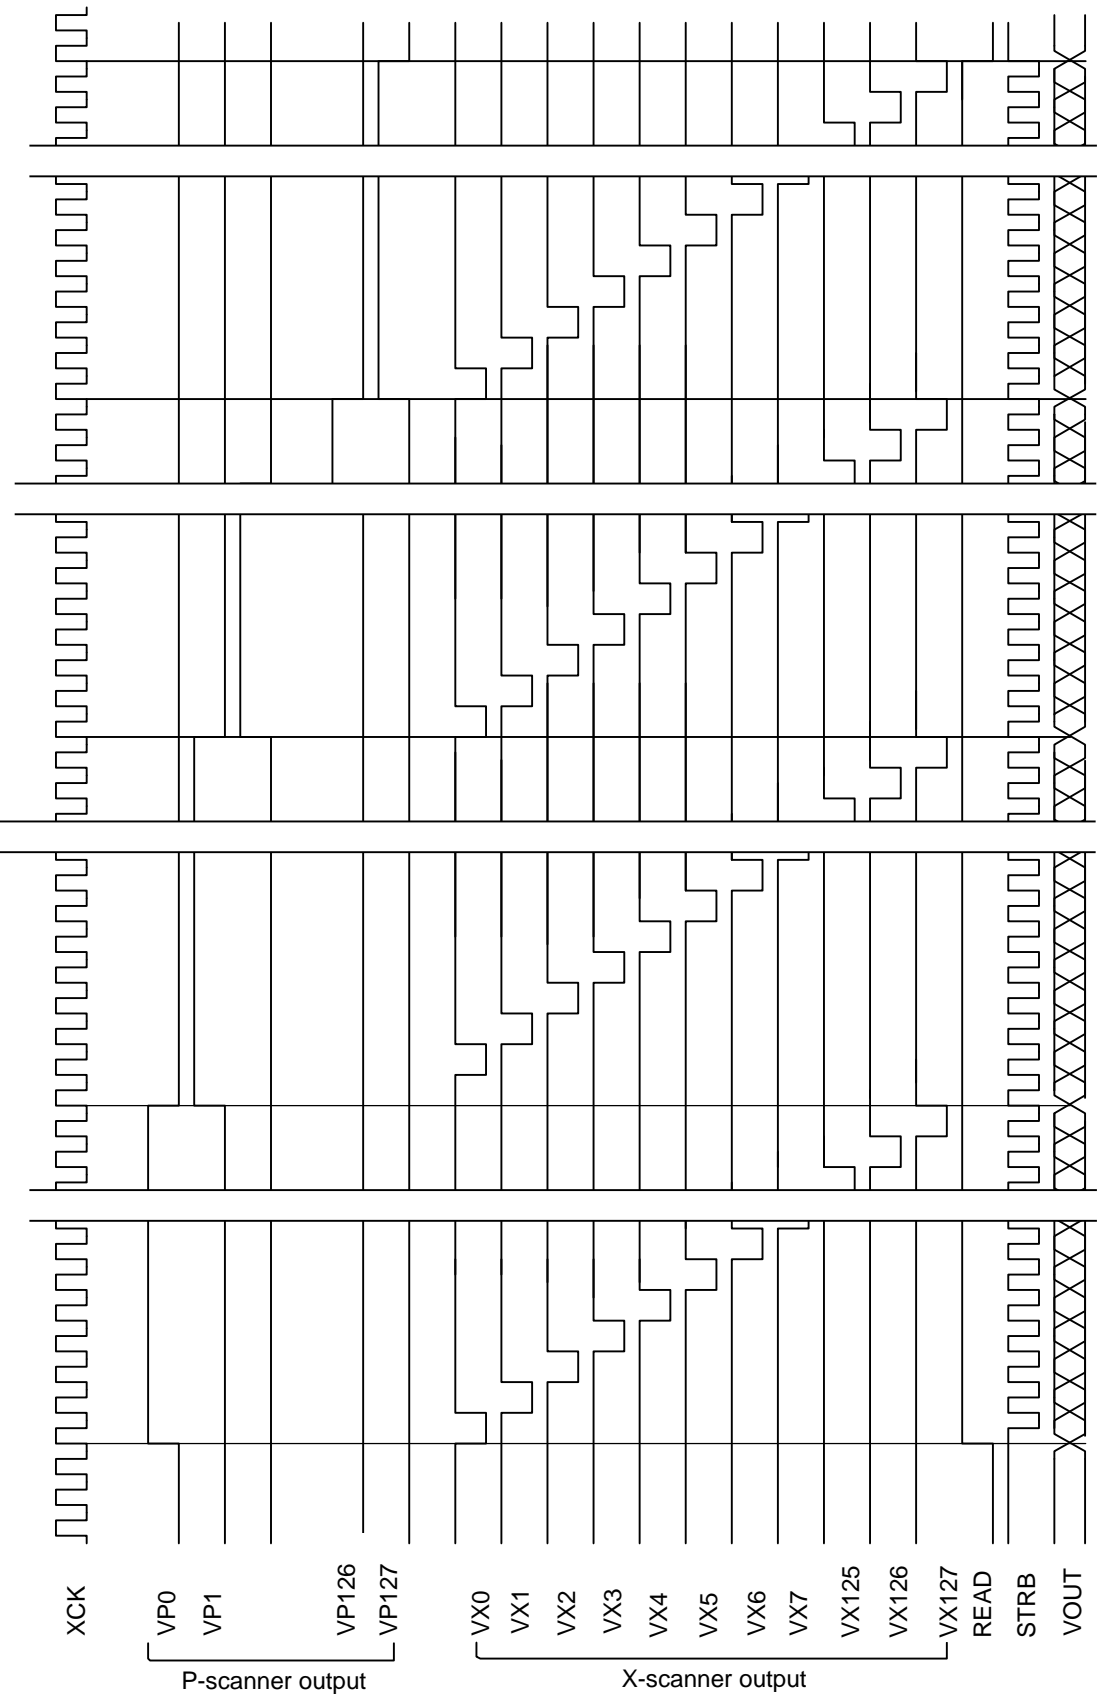 XCK
VP0
VP1
VP126
VP127
VX0
VX1
VX2
VX3
VX4
VX5
VX6
VX7
VX125
VX126
VX127
READ
STRB
VOUT
P-scanner output
X-scanner output